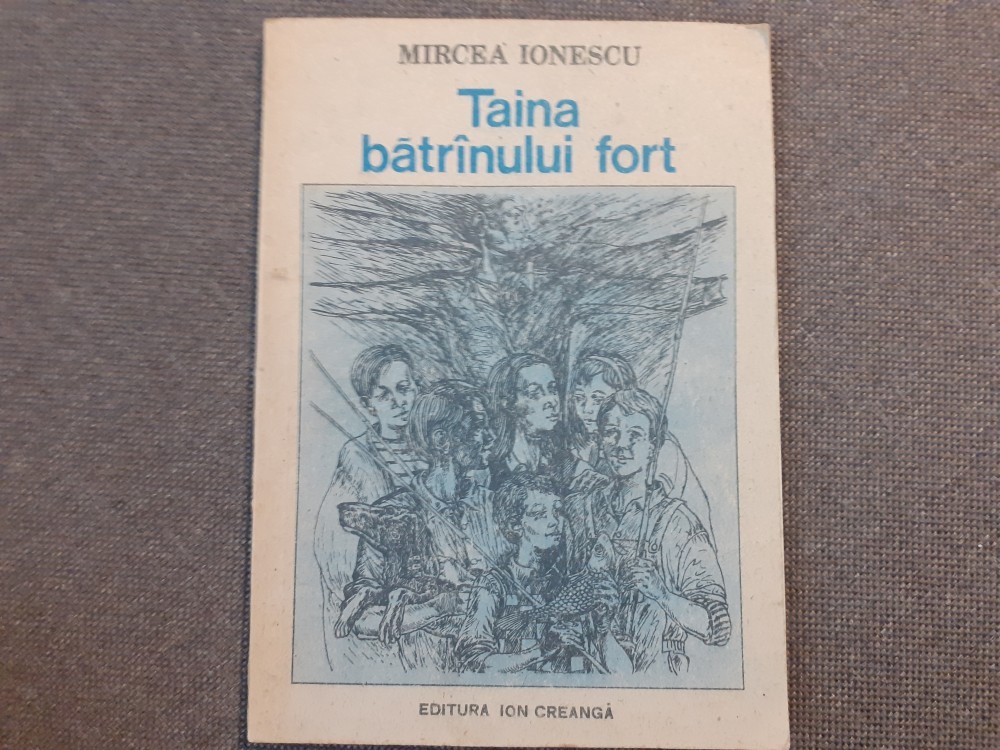 MIRCEA IONESCU
Taina
bătrînului fort
EDITURA ION CREANGĂ